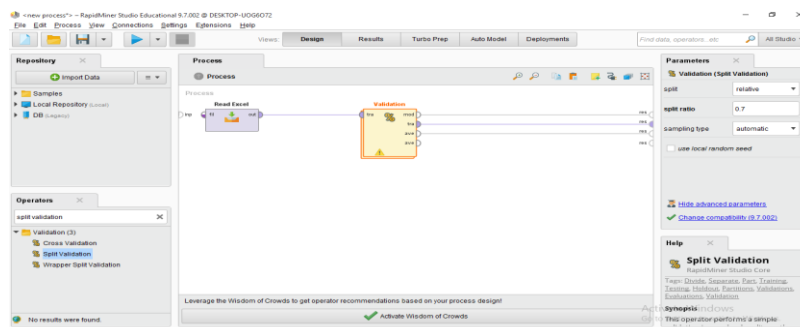 <new process*> – RapidMiner Studio Educational 9.7.002 @ DESKTOP-UOG6O72
File Edit Process View Connections Settings Extensions Help
Views: Design Results Turbo Prep Auto Model Deployments
Find data, operators...etc All Studio
Repository
Import Data
Samples
Local Repository (Local)
DB (Legacy)
Operators
split validation
Validation (3)
Cross Validation
Split Validation
Wrapper Split Validation
No results were found.
Process
Process
Process
inp
Read Excel
fil out
Validation
tra mod
tra
ave
ave
res
res
res
res
Leverage the Wisdom of Crowds to get operator recommendations based on your process design!
Activate Wisdom of Crowds
Parameters
Validation (Split Validation)
split relative
split ratio 0.7
sampling type automatic
use local random seed
Hide advanced parameters
Change compatibility (9.7.002)
Help
Split Validation
RapidMiner Studio Core
Tags: Divide, Separate, Part, Training,
Testing, Holdout, Partitions, Validations,
Evaluations, Validation
Synopsis
This operator performs a simple